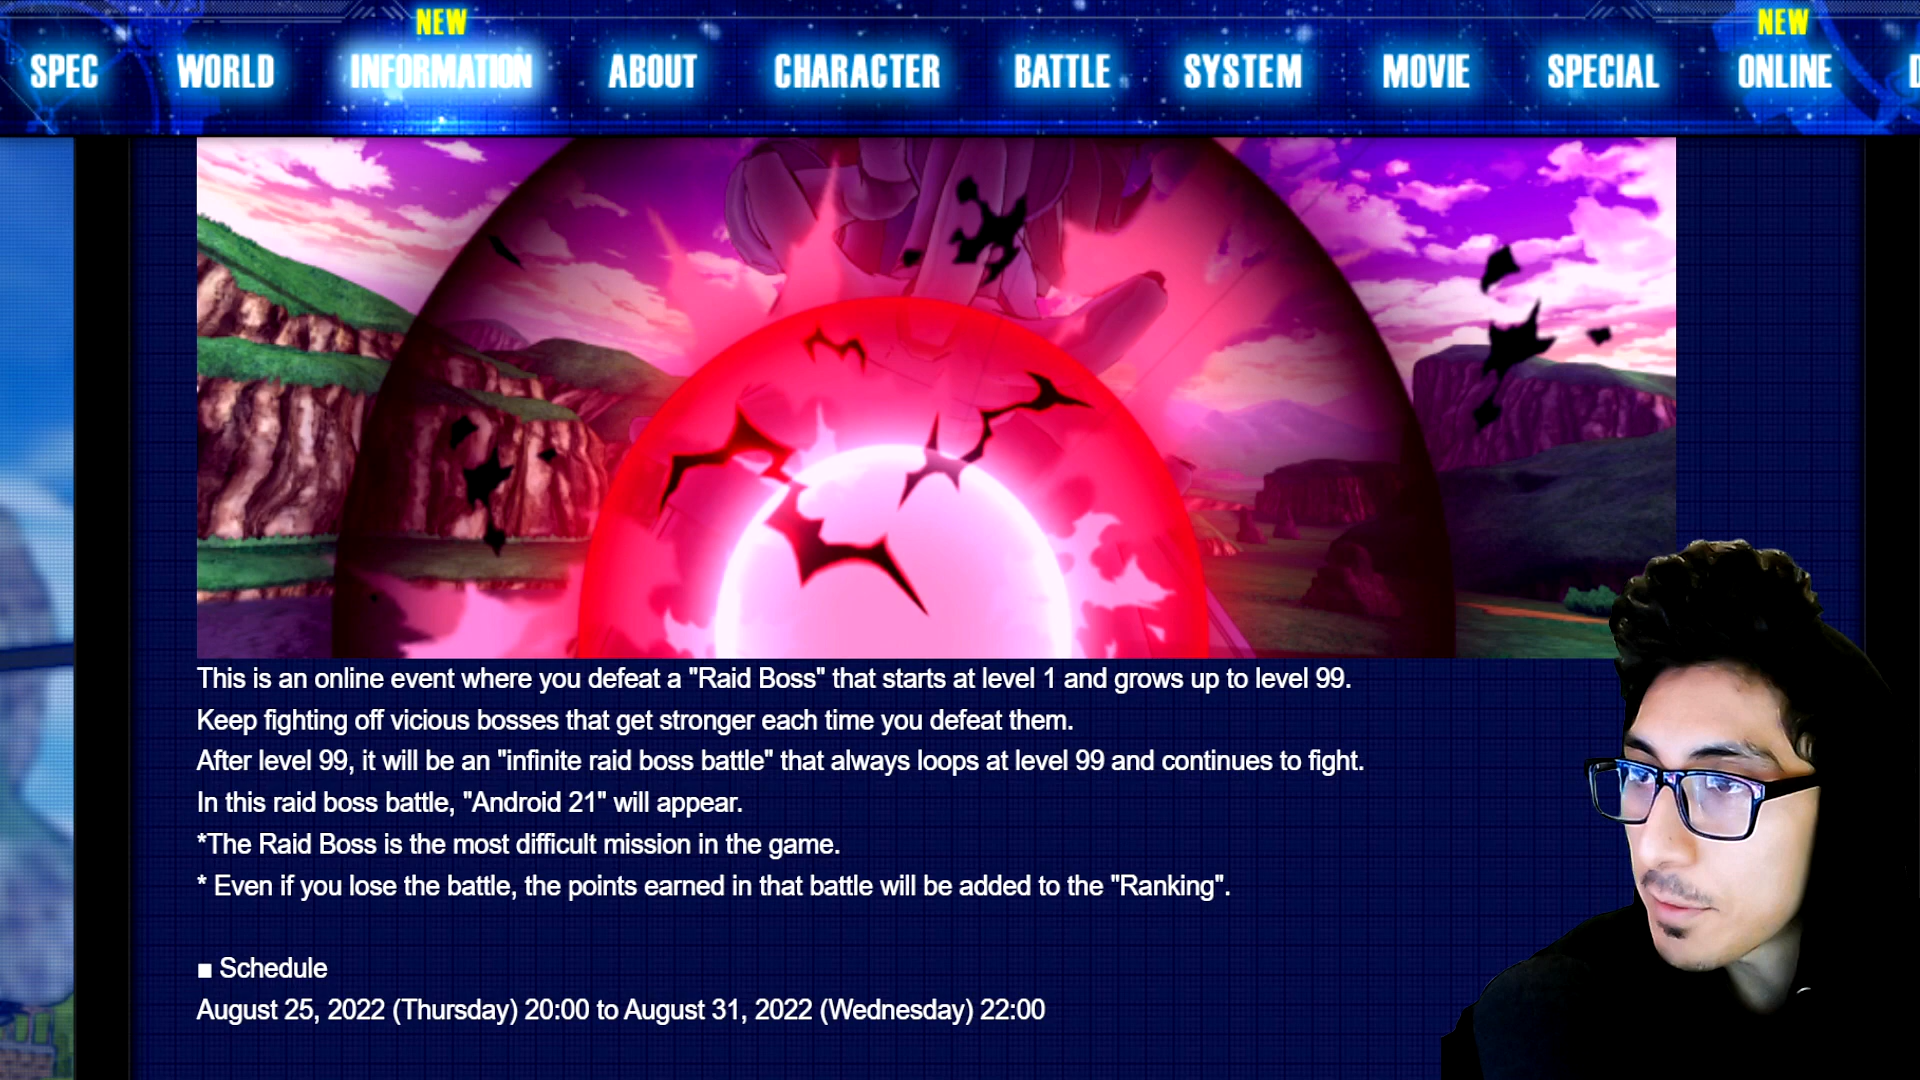 NEW
NEW
SPEC WORLD INFORMATION ABOUT CHARACTER BATTLE SYSTEM MOVIE SPECIAL ONLINE
This is an online event where you defeat a "Raid Boss" that starts at level 1 and grows up to level 99.
Keep fighting off vicious bosses that get stronger each time you defeat them.
After level 99, it will be an "infinite raid boss battle" that always loops at level 99 and continues to fight.
In this raid boss battle, "Android 21" will appear.
*The Raid Boss is the most difficult mission in the game.
* Even if you lose the battle, the points earned in that battle will be added to the "Ranking".
■ Schedule
August 25, 2022 (Thursday) 20:00 to August 31, 2022 (Wednesday) 22:00